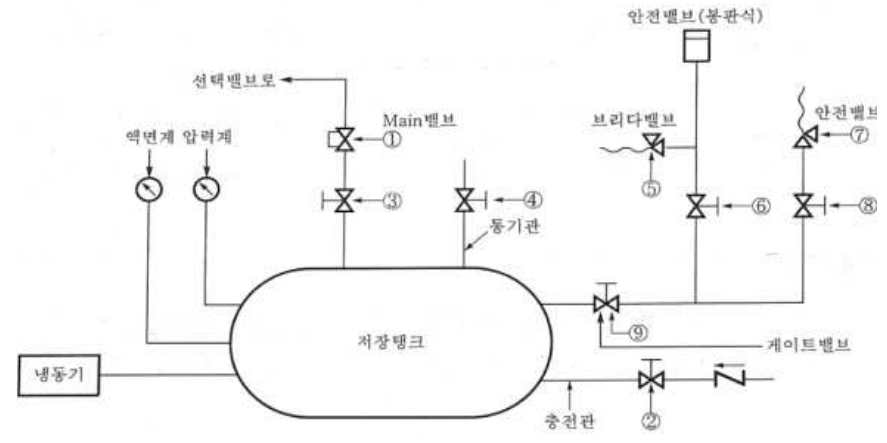 안전밸브(봉판식)
선택밸브로
Main밸브
①
브리다밸브
안전밸브
⑦
액면계 압력계
⑤
③
④
⑥
⑧
통기관
저장탱크
⑨
게이트밸브
냉동기
충전관
②